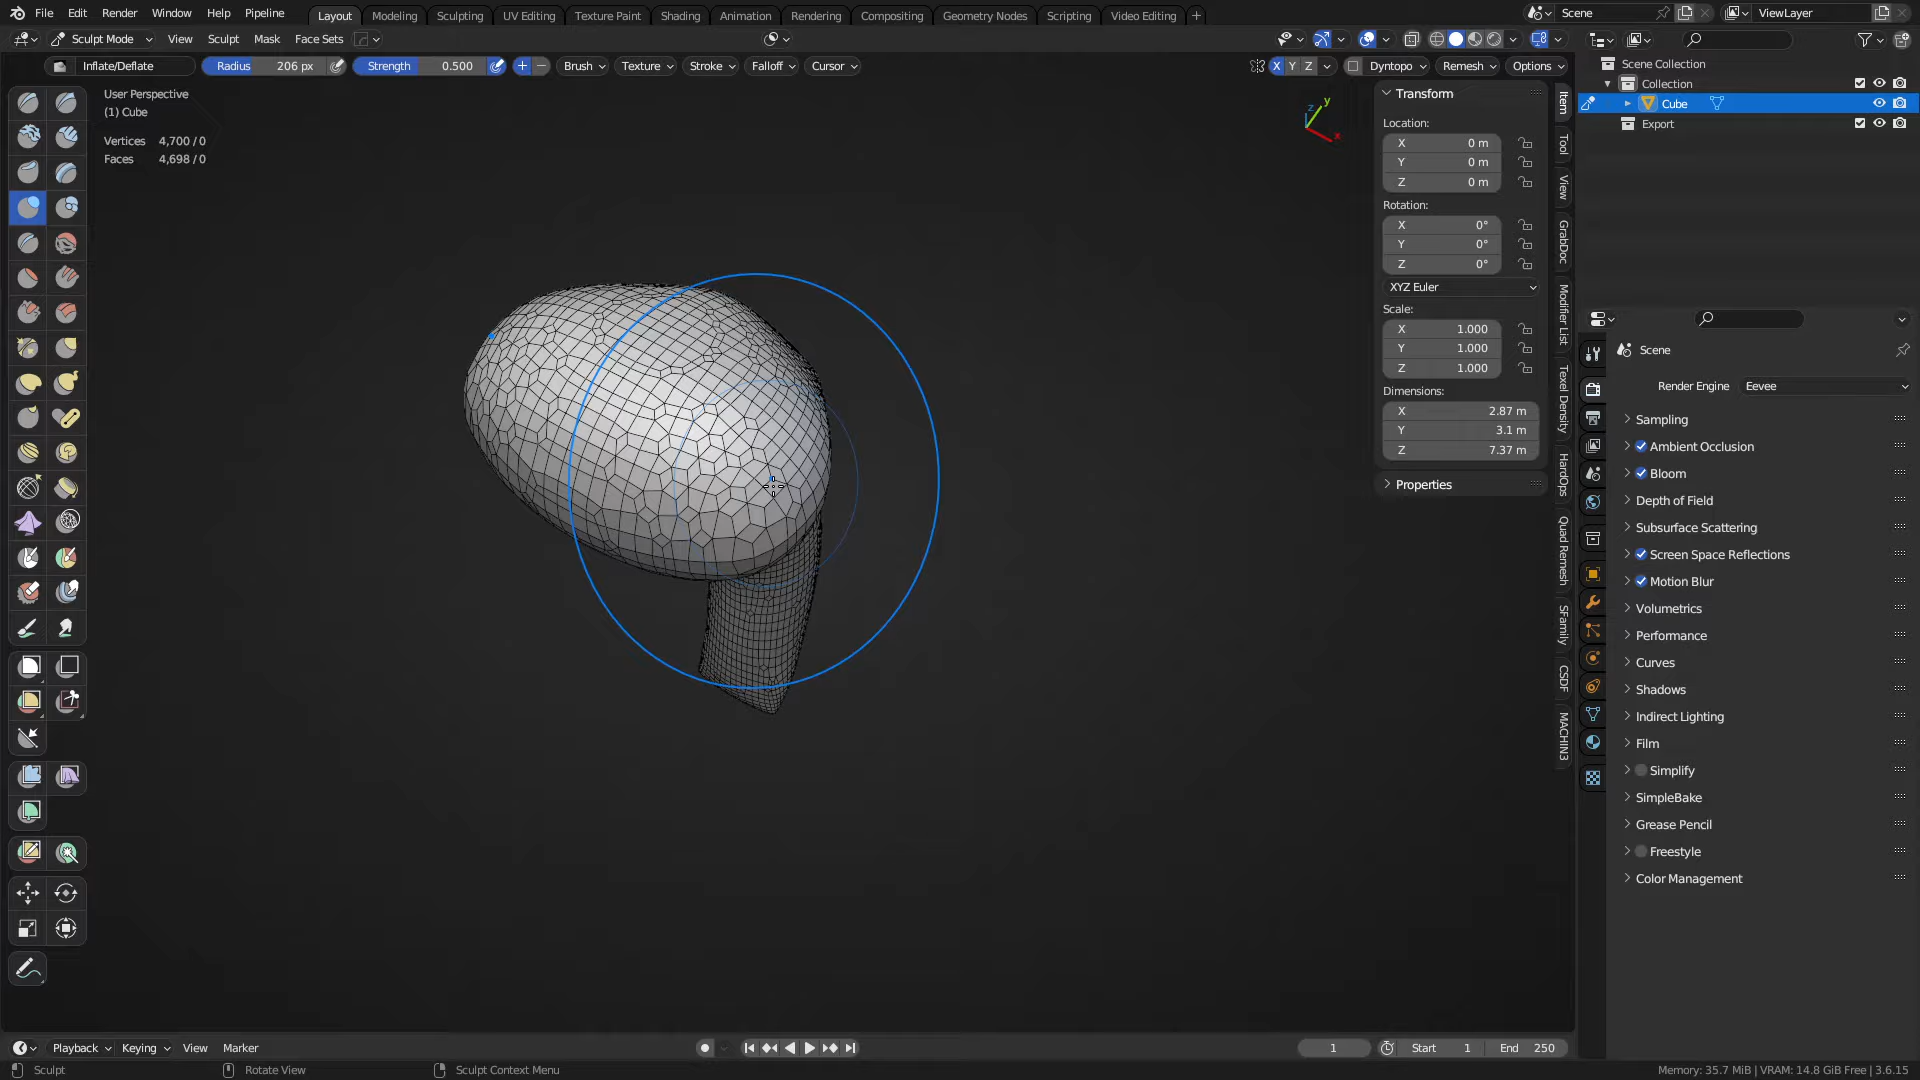 File Edit Render Window Help Pipeline Layout Modeling Sculpting UV Editing Texture Paint Shading Animation Rendering Compositing Geometry Nodes Scripting Video Editing + Scene ViewLayer
Sculpt Mode View Sculpt Mask Face Sets
Inflate/Deflate Radius 206 px Strength 0.500 + − Brush Texture Stroke Falloff Cursor X Y Z Dyntopo Remesh Options
User Perspective
(1) Cube
Vertices 4,700 / 0
Faces 4,698 / 0
z y x
Transform
Location:
X 0 m
Y 0 m
Z 0 m
Rotation:
X 0°
Y 0°
Z 0°
XYZ Euler
Scale:
X 1.000
Y 1.000
Z 1.000
Dimensions:
X 2.87 m
Y 3.1 m
Z 7.37 m
Properties
Item
Tool
View
GrabDoc
Modifier List
Texel Density
HardOps
Quad Remesh
SFamily
CSDF
MACHIN3
Scene Collection
Collection
Cube
Export
Scene
Render Engine Eevee
Sampling
Ambient Occlusion
Bloom
Depth of Field
Subsurface Scattering
Screen Space Reflections
Motion Blur
Volumetrics
Performance
Curves
Shadows
Indirect Lighting
Film
Simplify
SimpleBake
Grease Pencil
Freestyle
Color Management
Playback Keying View Marker 1 Start 1 End 250
Sculpt Rotate View Sculpt Context Menu Memory: 35.7 MiB | VRAM: 14.8 GiB Free | 3.6.15